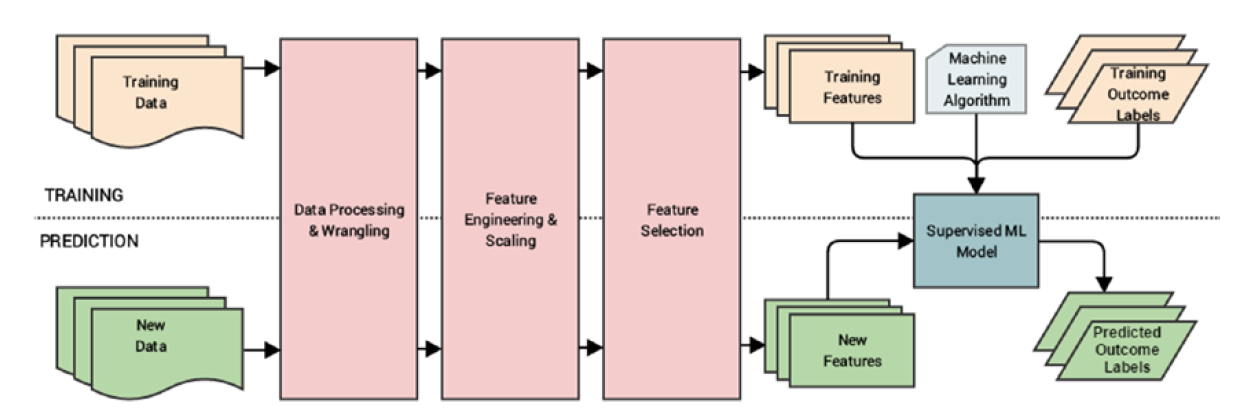 Training
Data
Data Processing
& Wrangling
Feature
Engineering &
Scaling
Feature
Selection
Training
Features
Machine
Learning
Algorithm
Training
Outcome
Labels
TRAINING
PREDICTION
Supervised ML
Model
New
Data
New
Features
Predicted
Outcome
Labels